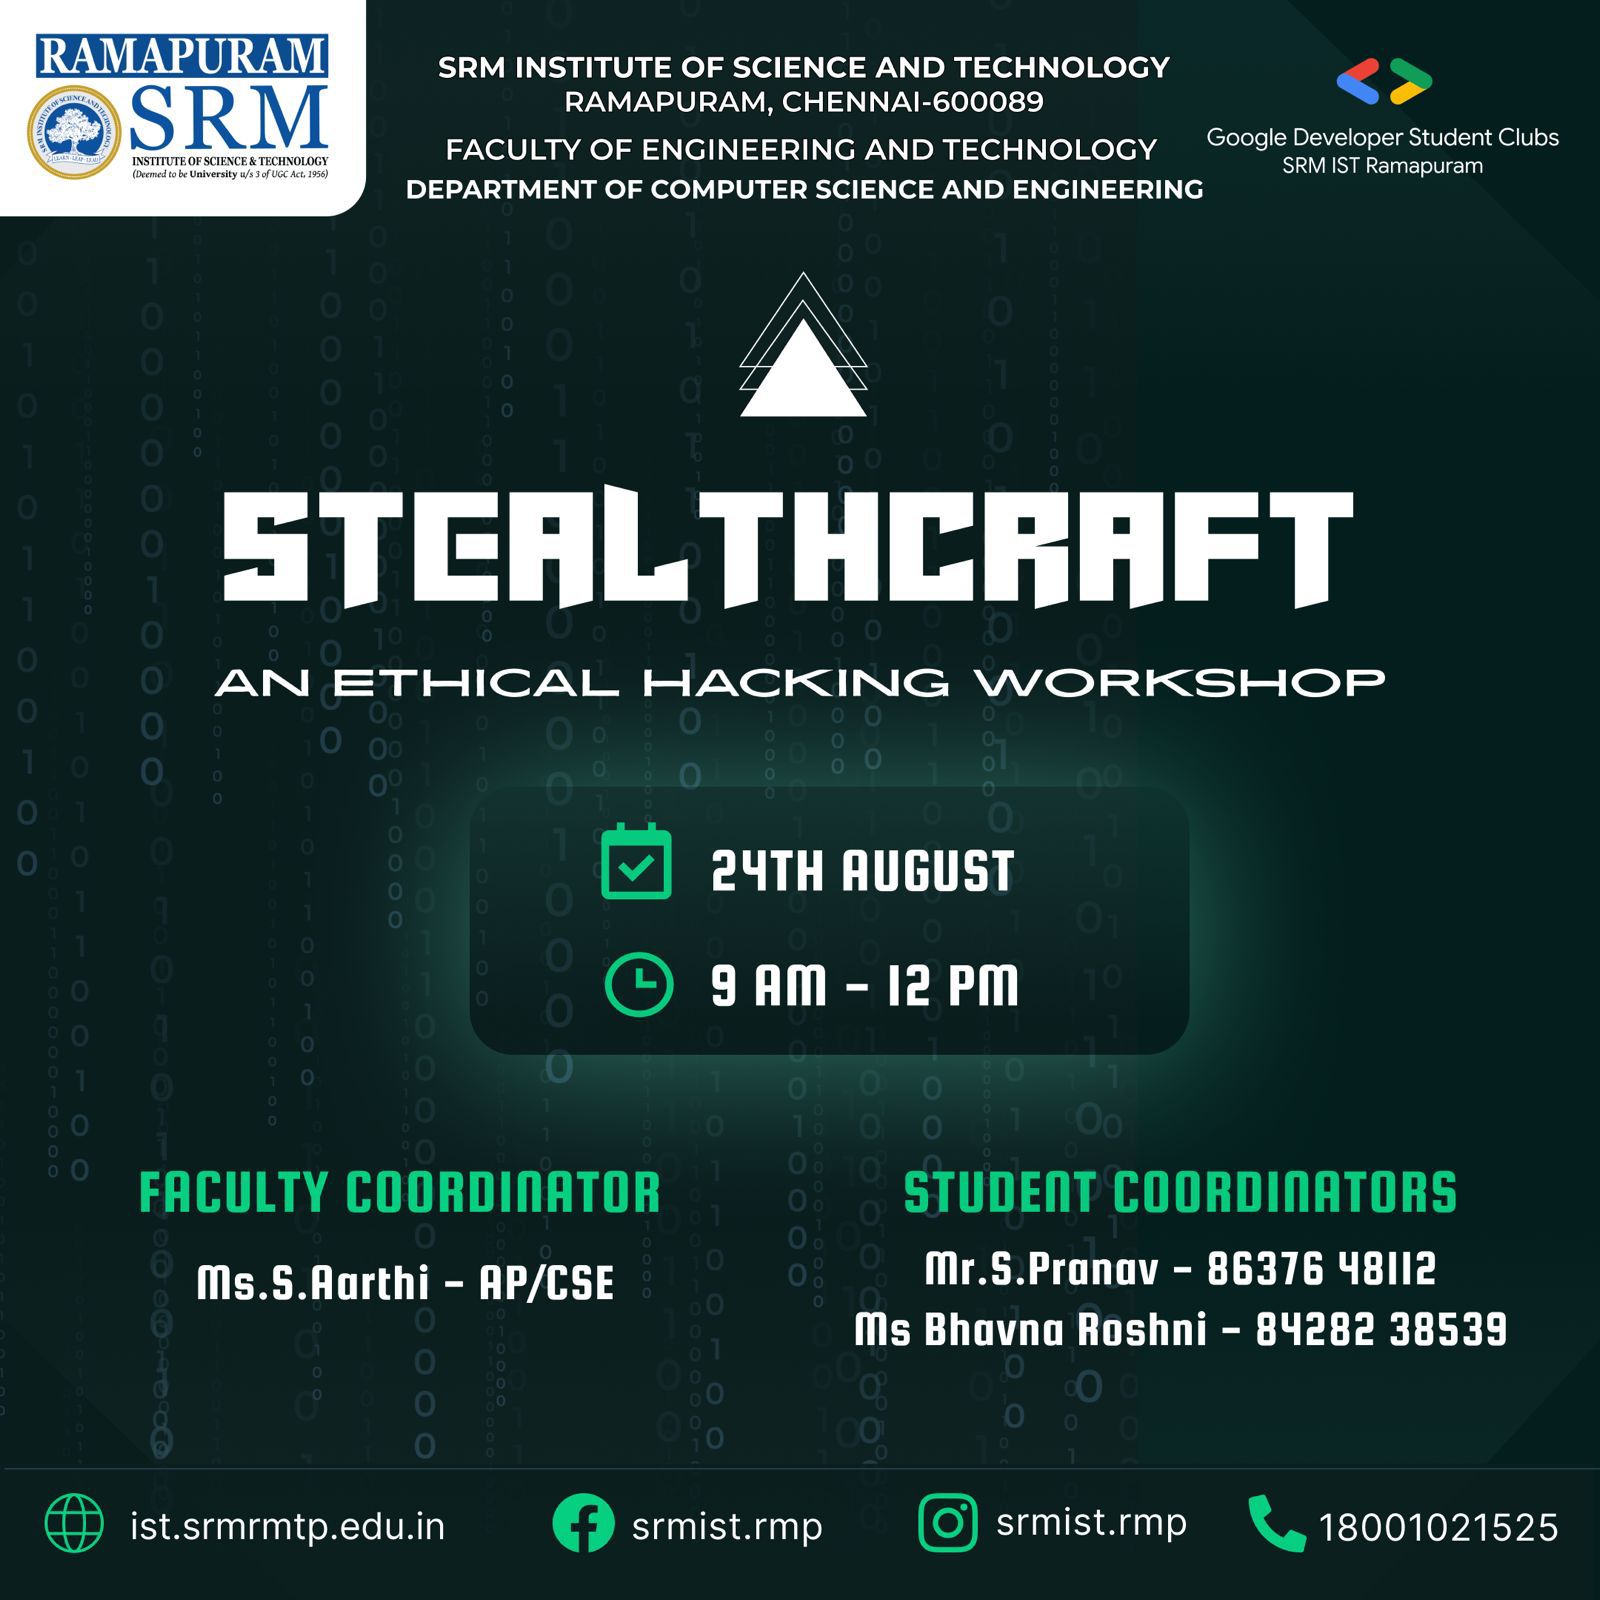 RAMAPURAM
SRM
INSTITUTE OF SCIENCE & TECHNOLOGY
(Deemed to be University u/s 3 of UGC Act, 1956)
SRM INSTITUTE OF SCIENCE AND TECHNOLOGY
RAMAPURAM, CHENNAI-600089
FACULTY OF ENGINEERING AND TECHNOLOGY
DEPARTMENT OF COMPUTER SCIENCE AND ENGINEERING
Google Developer Student Clubs
SRM IST Ramapuram
STEALTHCRAFT
AN ETHICAL HACKING WORKSHOP
24TH AUGUST
9 AM - 12 PM
FACULTY COORDINATOR
Ms.S.Aarthi - AP/CSE
STUDENT COORDINATORS
Mr.S.Pranav - 86376 48112
Ms Bhavna Roshni - 84282 38539
ist.srmrmtp.edu.in
srmist.rmp
srmist.rmp
18001021525